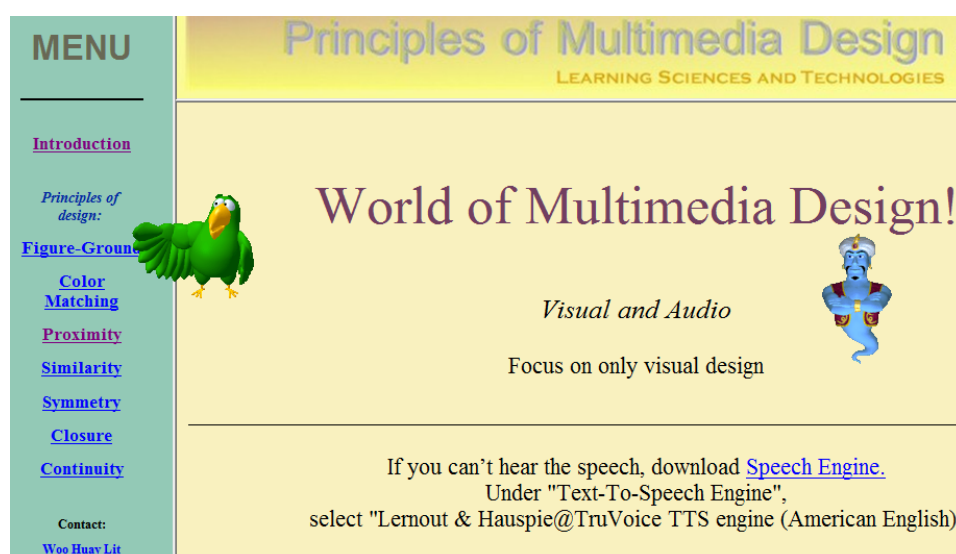 MENU
Introduction
Principles of
design:
Figure-Ground
Color
Matching
Proximity
Similarity
Symmetry
Closure
Continuity
Contact:
Woo Huay Lit
Principles of Multimedia Design
LEARNING SCIENCES AND TECHNOLOGIES
World of Multimedia Design!
Visual and Audio
Focus on only visual design
If you can't hear the speech, download Speech Engine.
Under "Text-To-Speech Engine",
select "Lernout & Hauspie@TruVoice TTS engine (American English)